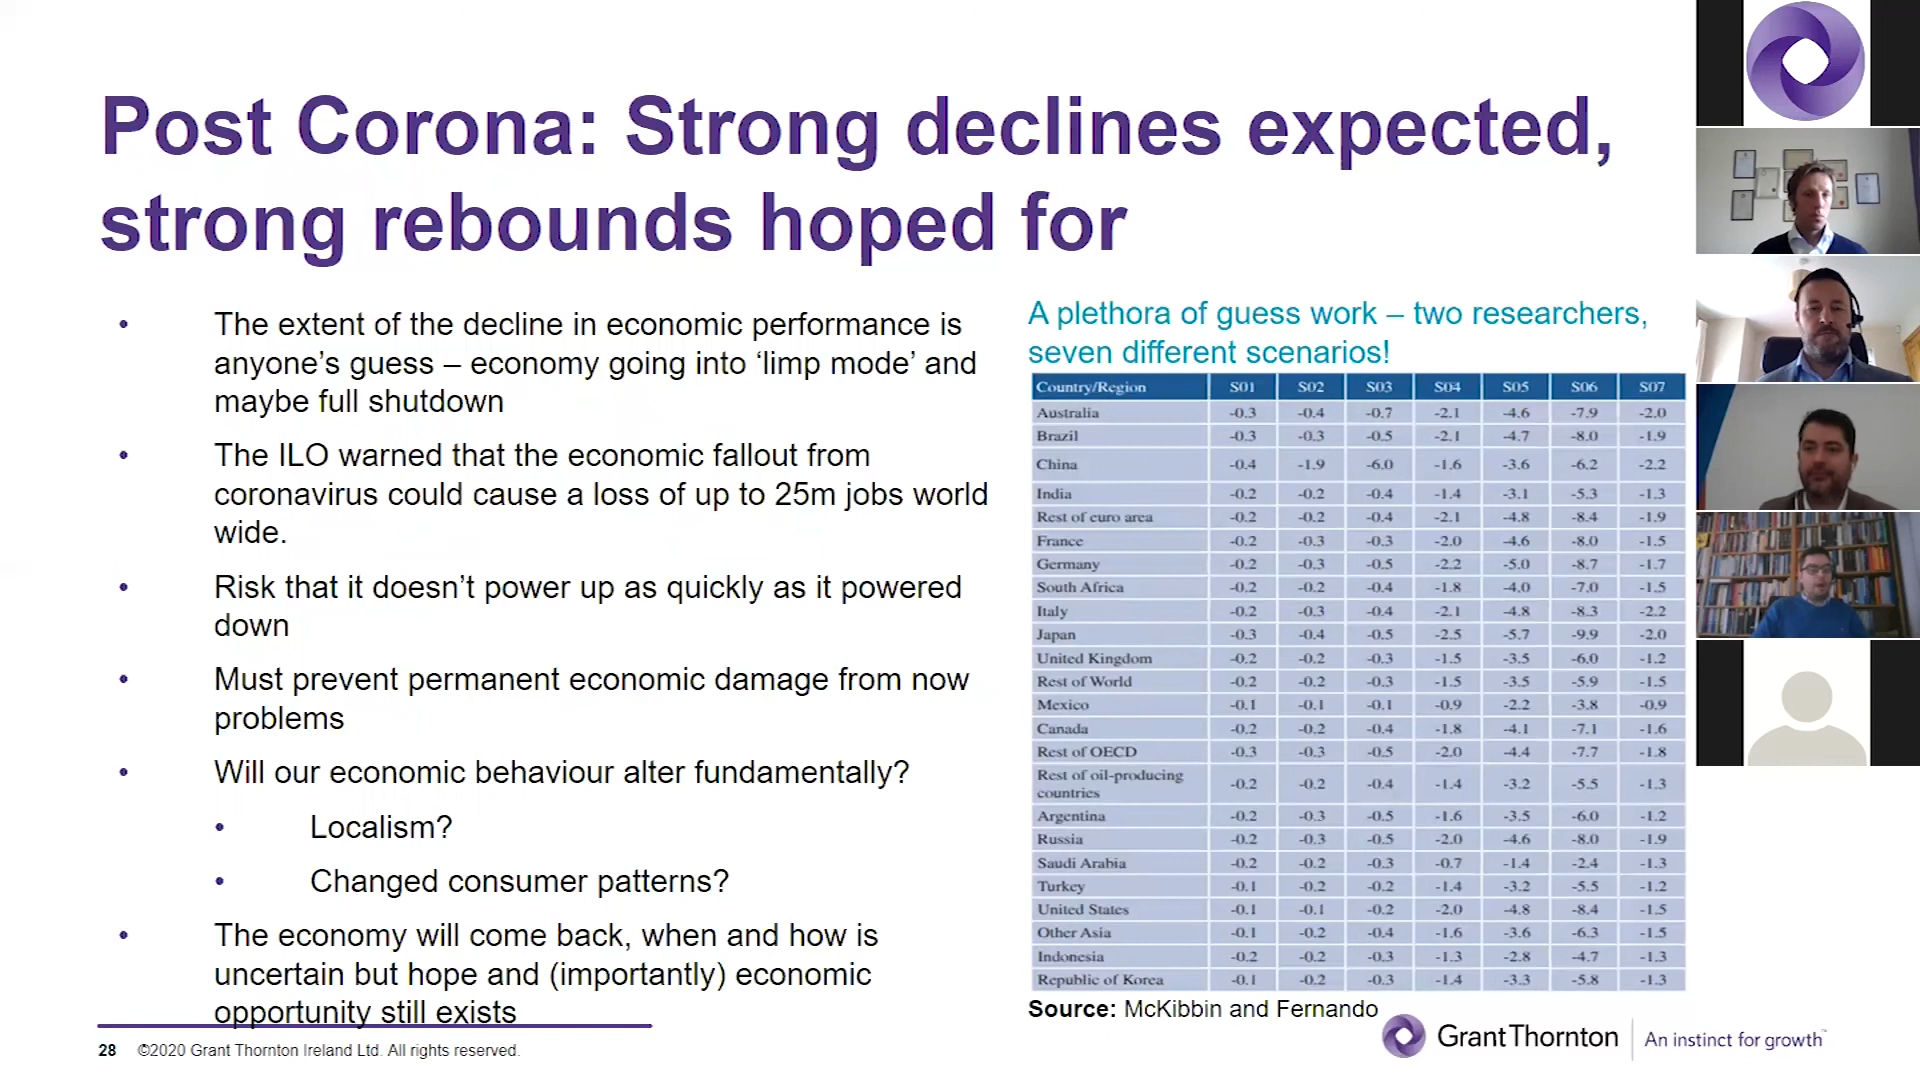 Post Corona: Strong declines expected,
strong rebounds hoped for
• The extent of the decline in economic performance is
anyone’s guess – economy going into ‘limp mode’ and
maybe full shutdown
• The ILO warned that the economic fallout from
coronavirus could cause a loss of up to 25m jobs world
wide.
• Risk that it doesn’t power up as quickly as it powered
down
• Must prevent permanent economic damage from now
problems
• Will our economic behaviour alter fundamentally?
• Localism?
• Changed consumer patterns?
• The economy will come back, when and how is
uncertain but hope and (importantly) economic
opportunity still exists
A plethora of guess work – two researchers,
seven different scenarios!
Country/Region S01 S02 S03 S04 S05 S06 S07
Australia -0.3 -0.4 -0.7 -2.1 -4.6 -7.9 -2.0
Brazil -0.3 -0.3 -0.5 -2.1 -4.7 -8.0 -1.9
China -0.4 -1.9 -6.0 -1.6 -3.6 -6.2 -2.2
India -0.2 -0.2 -0.4 -1.4 -3.1 -5.3 -1.3
Rest of euro area -0.2 -0.2 -0.4 -2.1 -4.8 -8.4 -1.9
France -0.2 -0.3 -0.3 -2.0 -4.6 -8.0 -1.5
Germany -0.2 -0.3 -0.5 -2.2 -5.0 -8.7 -1.7
South Africa -0.2 -0.2 -0.4 -1.8 -4.0 -7.0 -1.5
Italy -0.2 -0.3 -0.4 -2.1 -4.8 -8.3 -2.2
Japan -0.3 -0.4 -0.5 -2.5 -5.7 -9.9 -2.0
United Kingdom -0.2 -0.2 -0.3 -1.5 -3.5 -6.0 -1.2
Rest of World -0.2 -0.2 -0.3 -1.5 -3.5 -5.9 -1.5
Mexico -0.1 -0.1 -0.1 -0.9 -2.2 -3.8 -0.9
Canada -0.2 -0.2 -0.4 -1.8 -4.1 -7.1 -1.6
Rest of OECD -0.3 -0.3 -0.5 -2.0 -4.4 -7.7 -1.8
Rest of oil-producing
countries -0.2 -0.2 -0.4 -1.4 -3.2 -5.5 -1.3
Argentina -0.2 -0.3 -0.5 -1.6 -3.5 -6.0 -1.2
Russia -0.2 -0.3 -0.5 -2.0 -4.6 -8.0 -1.9
Saudi Arabia -0.2 -0.2 -0.3 -0.7 -1.4 -2.4 -1.3
Turkey -0.1 -0.2 -0.2 -1.4 -3.2 -5.5 -1.2
United States -0.1 -0.1 -0.2 -2.0 -4.8 -8.4 -1.5
Other Asia -0.1 -0.2 -0.4 -1.6 -3.6 -6.3 -1.5
Indonesia -0.2 -0.2 -0.3 -1.3 -2.8 -4.7 -1.3
Republic of Korea -0.1 -0.2 -0.3 -1.4 -3.3 -5.8 -1.3
Source: McKibbin and Fernando
28 ©2020 Grant Thornton Ireland Ltd. All rights reserved.
GrantThornton An instinct for growth™